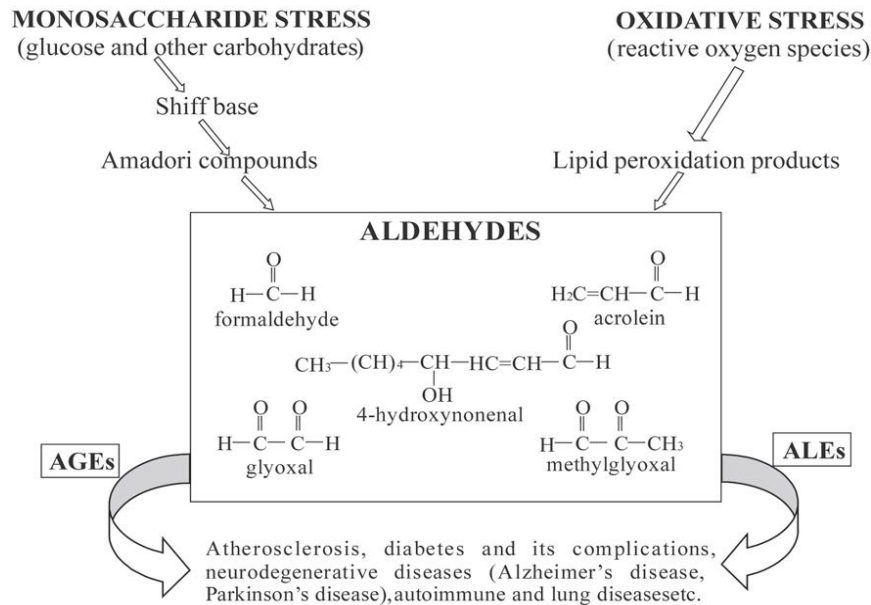 MONOSACCHARIDE STRESS
(glucose and other carbohydrates)
OXIDATIVE STRESS
(reactive oxygen species)
Shiff base
Amadori compounds
Lipid peroxidation products
ALDEHYDES
O
H—C—H
formaldehyde
O
H₂C=CH—C—H
acrolein
O
CH₃—(CH)₄—CH—HC=CH—C—H
OH
4-hydroxynonenal
O O
H—C—C—H
glyoxal
O O
H—C—C—CH₃
methylglyoxal
AGEs
ALEs
Atherosclerosis, diabetes and its complications,
neurodegenerative diseases (Alzheimer's disease,
Parkinson's disease),autoimmune and lung diseasesetc.